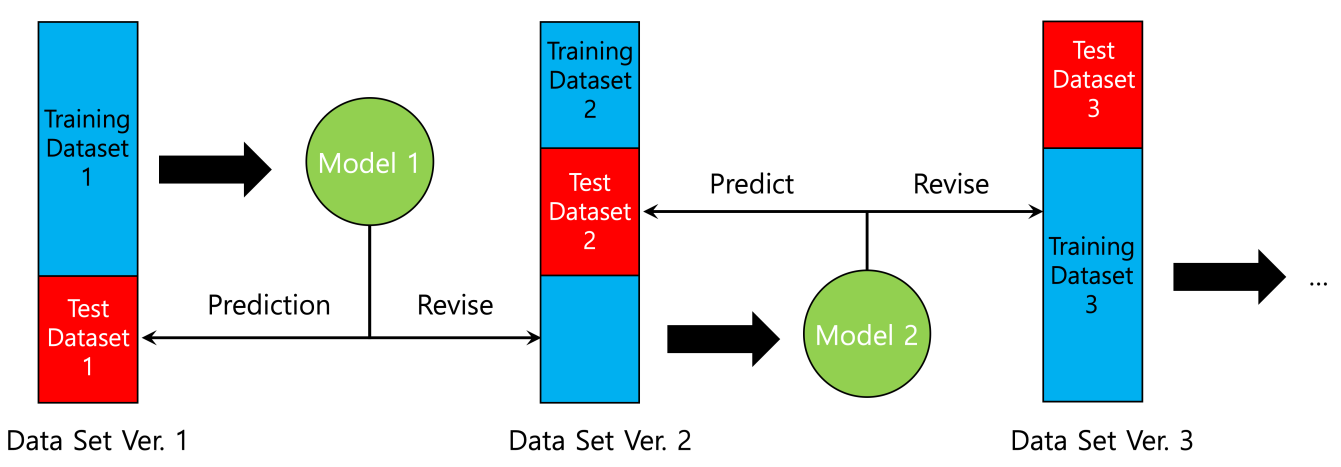 Training
Dataset
1
Test
Dataset
1
Data Set Ver. 1
Model 1
Prediction
Revise
Training
Dataset
2
Test
Dataset
2
Data Set Ver. 2
Predict
Revise
Model 2
Test
Dataset
3
Training
Dataset
3
Data Set Ver. 3
...